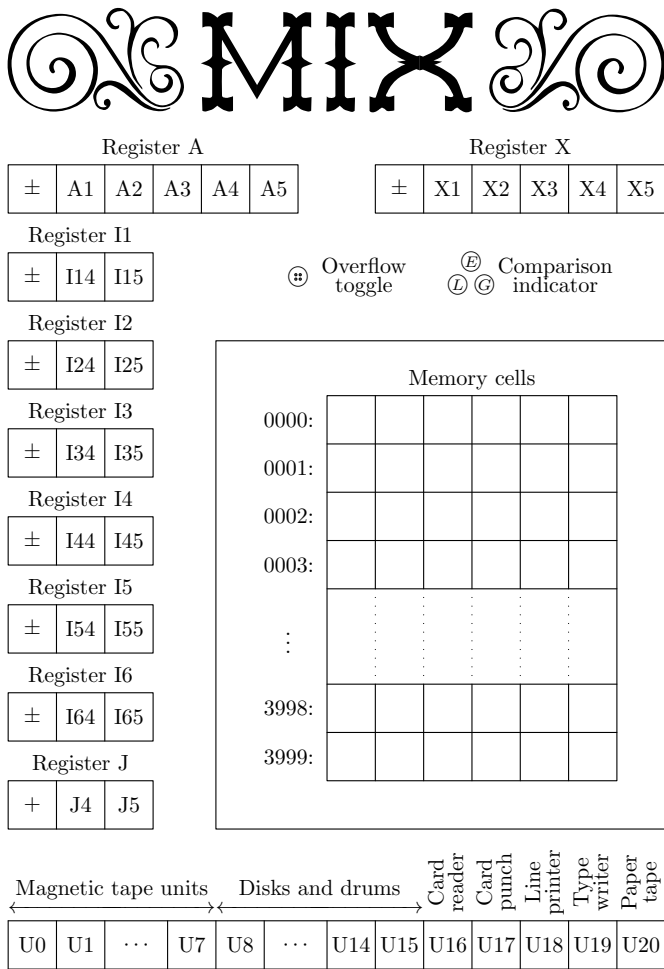 MIX
Register A
± A1 A2 A3 A4 A5
Register X
± X1 X2 X3 X4 X5
Register I1
± I14 I15
Overflow
toggle
E
L G
Comparison
indicator
Register I2
± I24 I25
Register I3
± I34 I35
Register I4
± I44 I45
Register I5
± I54 I55
Register I6
± I64 I65
Register J
+ J4 J5
Memory cells
0000:
0001:
0002:
0003:
⋮
3998:
3999:
Magnetic tape units
Disks and drums
Card
reader
Card
punch
Line
printer
Type
writer
Paper
tape
U0 U1 ··· U7 U8 ··· U14 U15 U16 U17 U18 U19 U20